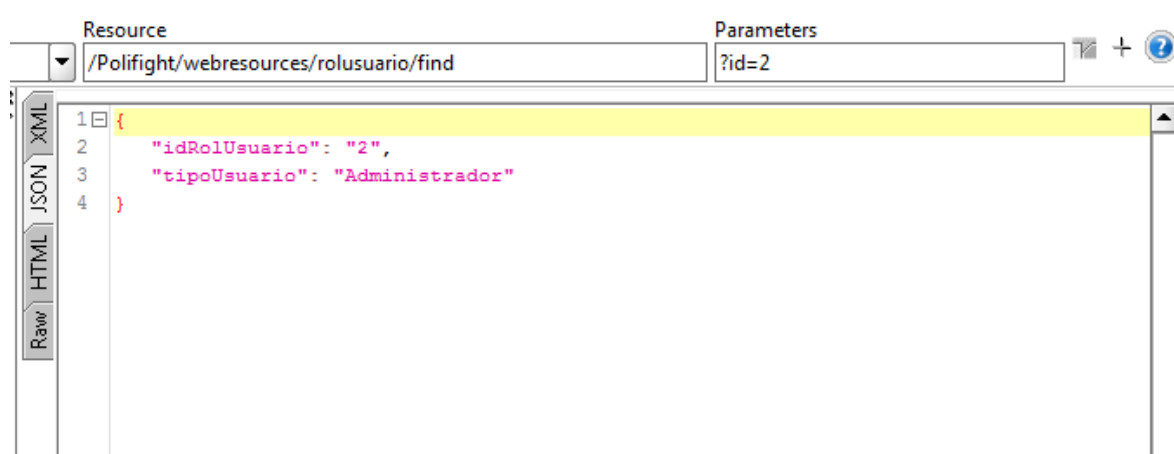 Resource
Parameters
/Polifight/webresources/rolusuario/find
?id=2
XML
JSON
HTML
Raw
1 {
2 "idRolUsuario": "2",
3 "tipoUsuario": "Administrador"
4 }